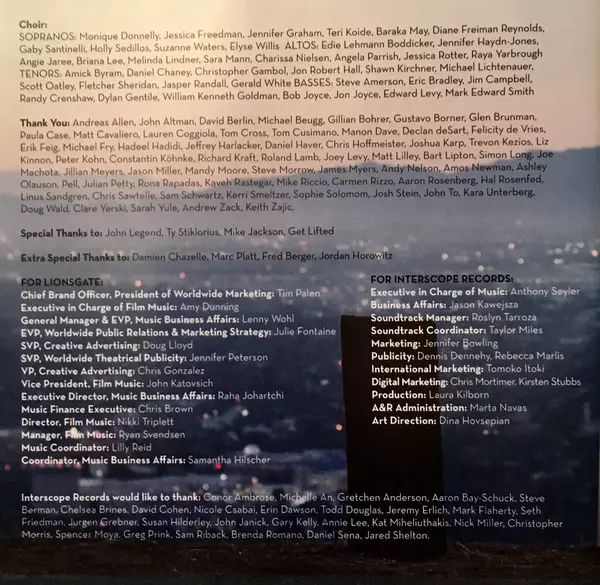 Choir:
SOPRANOS: Monique Donnelly, Jessica Freedman, Jennifer Graham, Teri Koide, Baraka May, Diane Freiman Reynolds,
Gaby Santinelli, Holly Sedillos, Suzanne Waters, Elyse Willis ALTOS: Edie Lehmann Boddicker, Jennifer Haydn-Jones,
Angie Jaree, Briana Lee, Melinda Lindner, Sara Mann, Charissa Nielsen, Angela Parrish, Jessica Rotter, Raya Yarbrough
TENORS: Amick Byram, Daniel Chaney, Christopher Gambol, Jon Robert Hall, Shawn Kirchner, Michael Lichtenauer,
Scott Oatley, Fletcher Sheridan, Jasper Randall, Gerald White BASSES: Steve Amerson, Eric Bradley, Jim Campbell,
Randy Crenshaw, Dylan Gentile, William Kenneth Goldman, Bob Joyce, Jon Joyce, Edward Levy, Mark Edward Smith
Thank You: Andreas Allen, John Altman, David Berlin, Michael Beugg, Gillian Bohrer, Gustavo Borner, Glen Brunman,
Paula Case, Matt Cavaliero, Lauren Coggiola, Tom Cross, Tom Cusimano, Manon Dave, Declan deSart, Felicity de Vries,
Erik Feig, Michael Fry, Hadeel Hadidi, Jeffrey Harlacker, Daniel Haver, Chris Hoffmeister, Joshua Karp, Trevon Kezios, Liz
Kinnon, Peter Kohn, Constantin Köhnke, Richard Kraft, Roland Lamb, Joey Levy, Matt Lilley, Bart Lipton, Simon Long, Joe
Machota, Jillian Meyers, Jason Miller, Mandy Moore, Steve Morrow, James Myers, Andy Nelson, Amos Newman, Ashley
Olauson, Pell, Julian Petty, Rona Rapadas, Kaveh Rastegar, Mike Riccio, Carmen Rizzo, Aaron Rosenberg, Hal Rosenfed,
Linus Sandgren, Chris Sawtelle, Sam Schwartz, Kerri Smeltzer, Sophie Solomom, Josh Stein, John To, Kara Unterberg,
Doug Wald, Clare Yerski, Sarah Yule, Andrew Zack, Keith Zajic.
Special Thanks to: John Legend, Ty Stiklorius, Mike Jackson, Get Lifted
Extra Special Thanks to: Damien Chazelle, Marc Platt, Fred Berger, Jordan Horowitz
FOR LIONSGATE:
Chief Brand Officer, President of Worldwide Marketing: Tim Palen
Executive in Charge of Film Music: Amy Dunning
General Manager & EVP, Music Business Affairs: Lenny Wohl
EVP, Worldwide Public Relations & Marketing Strategy: Julie Fontaine
SVP, Creative Advertising: Doug Lloyd
SVP, Worldwide Theatrical Publicity: Jennifer Peterson
VP, Creative Advertising: Chris Gonzalez
Vice President, Film Music: John Katovsich
Executive Director, Music Business Affairs: Raha Johartchi
Music Finance Executive: Chris Brown
Director, Film Music: Nikki Triplett
Manager, Film Music: Ryan Svendsen
Music Coordinator: Lilly Reid
Coordinator, Music Business Affairs: Samantha Hilscher
FOR INTERSCOPE RECORDS:
Executive in Charge of Music: Anthony Seyler
Business Affairs: Jason Kawejsza
Soundtrack Manager: Roslyn Tarroza
Soundtrack Coordinator: Taylor Miles
Marketing: Jennifer Bowling
Publicity: Dennis Dennehy, Rebecca Marlis
International Marketing: Tomoko Itoki
Digital Marketing: Chris Mortimer, Kirsten Stubbs
Production: Laura Kilborn
A&R Administration: Marta Navas
Art Direction: Dina Hovsepian
Interscope Records would like to thank: Conor Ambrose, Michelle An, Gretchen Anderson, Aaron Bay-Schuck, Steve
Berman, Chelsea Brines, David Cohen, Nicole Csabai, Erin Dawson, Todd Douglas, Jeremy Erlich, Mark Flaherty, Seth
Friedman, Jurgen Grebner, Susan Hilderley, John Janick, Gary Kelly, Annie Lee, Kat Miheliuthakis, Nick Miller, Christopher
Morris, Spencer Moya, Greg Prink, Sam Riback, Brenda Romano, Daniel Sena, Jared Shelton.